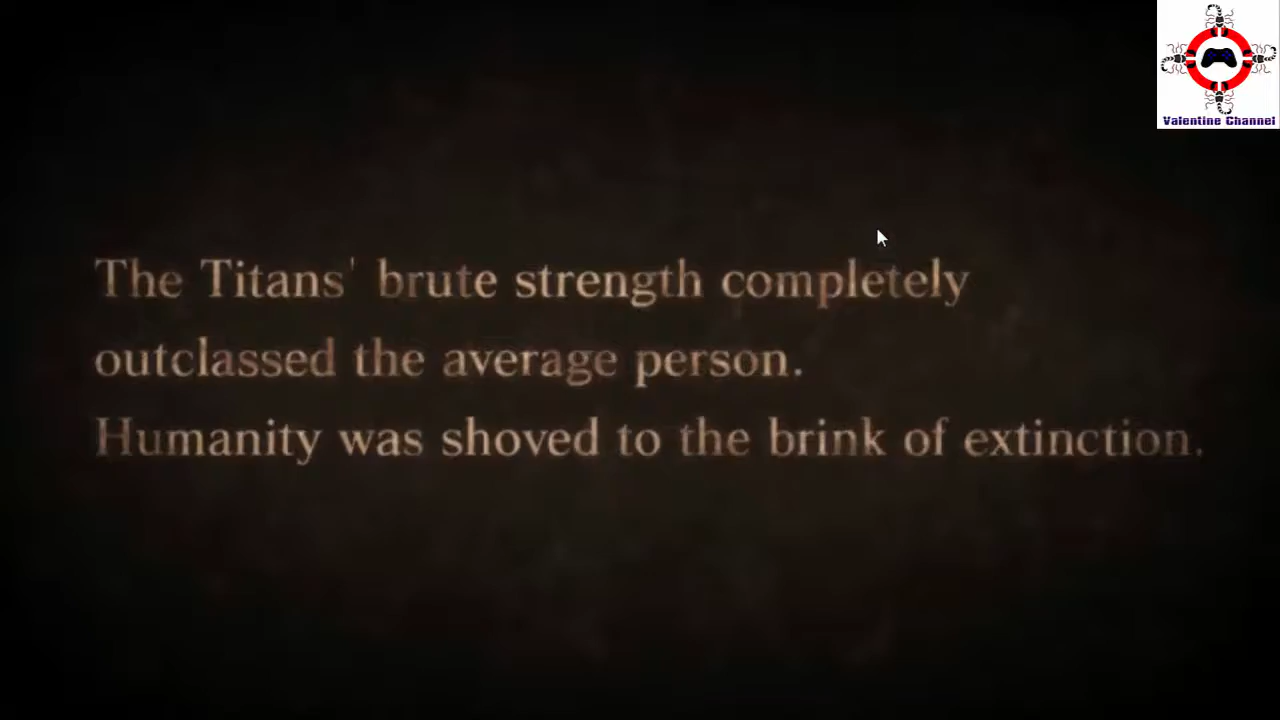 Valentine Channel
The Titans' brute strength completely
outclassed the average person.
Humanity was shoved to the brink of extinction.